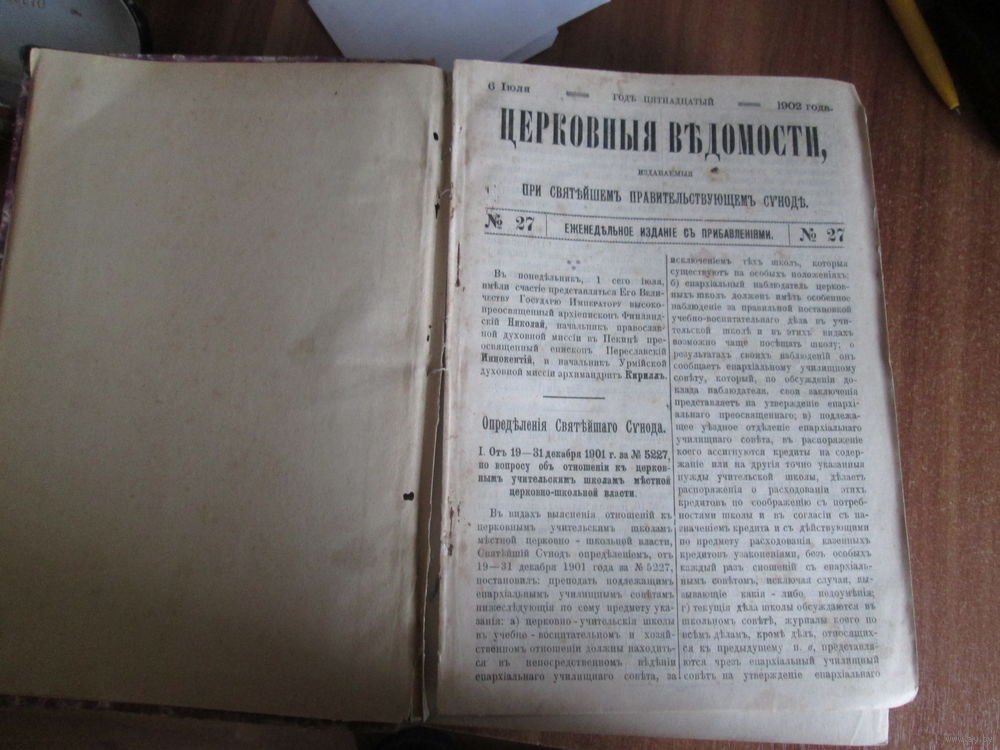 6 Іюля
ГОДЪ ПЯТНАДЦАТЫЙ
1902 года.
ЦЕРКОВНЫЯ ВѢДОМОСТИ,
ИЗДАВАЕМЫЯ
ПРИ СВЯТѢЙШЕМЪ ПРАВИТЕЛЬСТВУЮЩЕМЪ СѴНОДѢ.
№ 27
ЕЖЕНЕДѢЛЬНОЕ ИЗДАНІЕ СЪ ПРИБАВЛЕНІЯМИ.
№ 27
Въ понедѣльникъ, 1 сего іюля,
имѣли счастіе представляться Его Вели-
честву Государю Императору высоко-
преосвященный архіепископъ Финлянд-
скій Николай, начальникъ православ-
ной духовной миссіи въ Пекинѣ прео-
священный епископъ Переславскій
Иннокентій, и начальникъ Урмійской
духовной миссіи архимандритъ Кириллъ.
Опредѣленія Святѣйшаго Сѵнода.
I. Отъ 19—31 декабря 1901 г. за № 5227,
по вопросу объ отношеніи къ церков-
нымъ учительскимъ школамъ мѣстной
церковно-школьной власти.
Въ видахъ выясненія отношеній къ
церковнымъ учительскимъ школамъ
мѣстной церковно - школьной власти,
Святѣйшій Сѵнодъ опредѣленіемъ, отъ
19—31 декабря 1901 года за № 5227,
постановилъ: преподать подлежащимъ
епархіальнымъ училищнымъ совѣтамъ
нижеслѣдующія по сему предмету ука-
занія: а) церковно - учительскія школы
въ учебно - воспитательномъ и хозяй-
ственномъ отношеніи должны находить-
ся въ непосредственномъ вѣдѣніи
епархіальнаго училищнаго совѣта, за
исключеніемъ тѣхъ школъ, которыя
существуютъ на особыхъ положеніяхъ;
б) епархіальный наблюдатель церков-
ныхъ школъ долженъ имѣть особенное
наблюденіе за правильной постановкой
учебно-воспитательнаго дѣла въ учи-
тельской школѣ и въ этихъ видахъ
возможно чаще посѣщать школу; о
результатахъ своихъ наблюденій онъ
сообщаетъ епархіальному училищному
совѣту, который, по обсужденіи до-
клада наблюдателя, свои заключенія
представляетъ на утвержденіе епархі-
альнаго преосвященнаго; в) подлежа-
щее уѣздное отдѣленіе епархіальнаго
училищнаго совѣта, въ распоряженіе
коего ассигнуются кредиты на содер-
жаніе или на другія точно указанныя
нужды учительской школы, дѣлаетъ
распоряженія о расходованіи этихъ
кредитовъ по соображенію съ потреб-
ностями школы и въ согласіи съ на-
значеніемъ кредита и съ дѣйствующими
по предмету расходованія казенныхъ
кредитовъ узаконеніями, безъ особыхъ
каждый разъ сношеній съ епархіаль-
нымъ совѣтомъ, исключая случая, вы-
зывающіе какія - либо недоумѣнія;
г) текущія дѣла школы обсуждаются въ
школьномъ совѣтѣ, журналы коего по
всѣмъ дѣламъ, кромѣ дѣлъ, относящих-
ся къ предыдущему п. в, представля-
ются чрезъ епархіальный училищный
совѣтъ на утвержденіе епархіальнаго